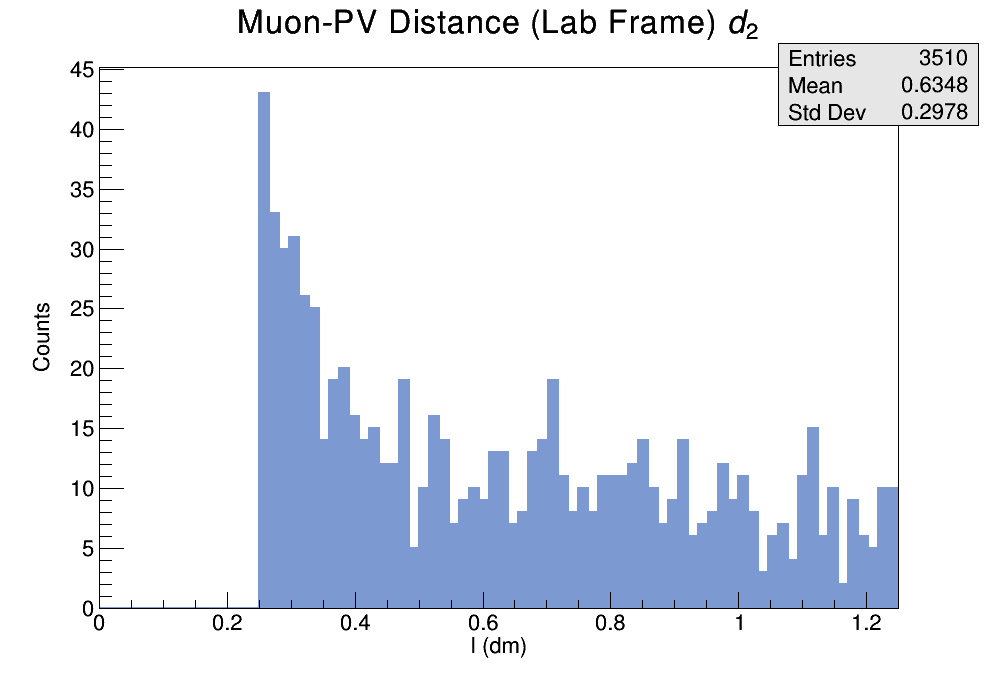 Muon-PV Distance (Lab Frame) d₂
Entries 3510
Mean 0.6348
Std Dev 0.2978
45
40
35
30
25
20
15
10
5
0
Counts
0 0.2 0.4 0.6 0.8 1 1.2
l (dm)